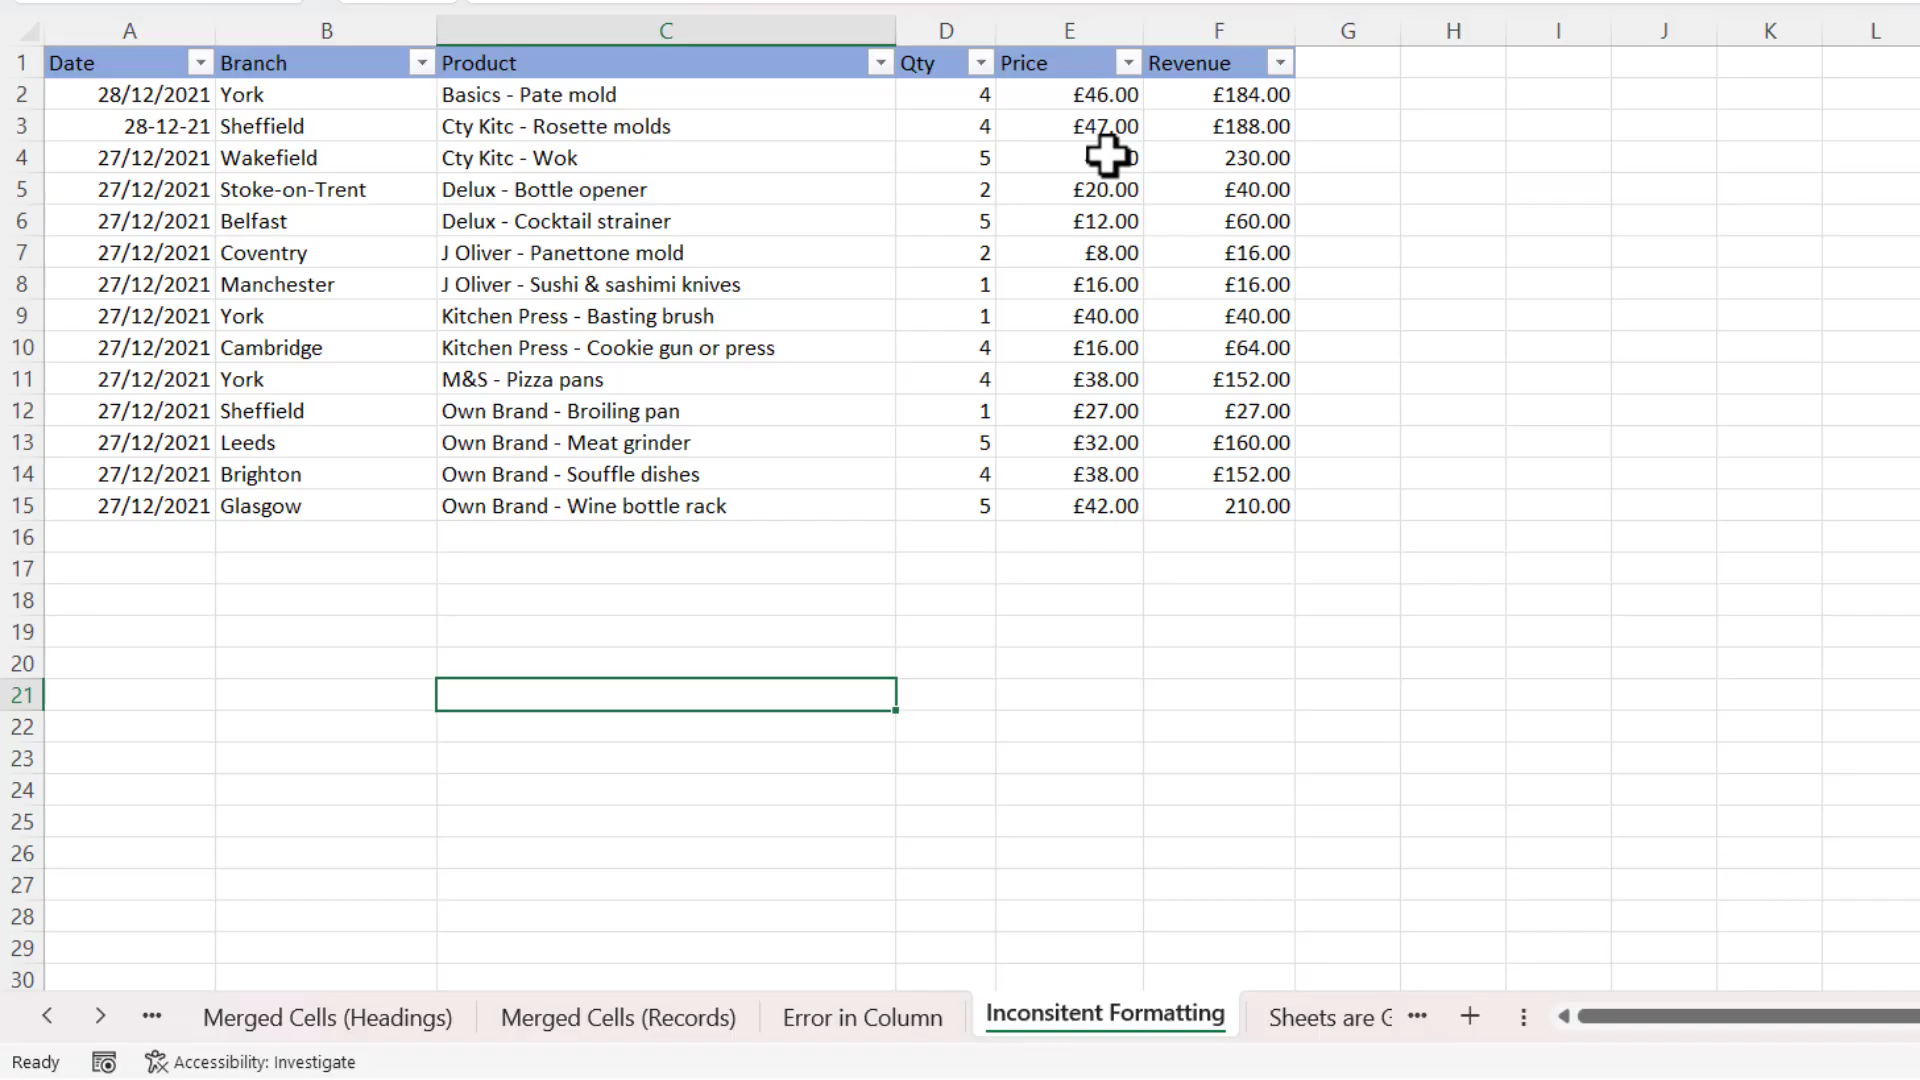 A B C D E F G H I J K L
1 Date Branch Product Qty Price Revenue
2 28/12/2021 York Basics - Pate mold 4 £46.00 £184.00
3 28-12-21 Sheffield Cty Kitc - Rosette molds 4 £47.00 £188.00
4 27/12/2021 Wakefield Cty Kitc - Wok 5 230.00
5 27/12/2021 Stoke-on-Trent Delux - Bottle opener 2 £20.00 £40.00
6 27/12/2021 Belfast Delux - Cocktail strainer 5 £12.00 £60.00
7 27/12/2021 Coventry J Oliver - Panettone mold 2 £8.00 £16.00
8 27/12/2021 Manchester J Oliver - Sushi & sashimi knives 1 £16.00 £16.00
9 27/12/2021 York Kitchen Press - Basting brush 1 £40.00 £40.00
10 27/12/2021 Cambridge Kitchen Press - Cookie gun or press 4 £16.00 £64.00
11 27/12/2021 York M&S - Pizza pans 4 £38.00 £152.00
12 27/12/2021 Sheffield Own Brand - Broiling pan 1 £27.00 £27.00
13 27/12/2021 Leeds Own Brand - Meat grinder 5 £32.00 £160.00
14 27/12/2021 Brighton Own Brand - Souffle dishes 4 £38.00 £152.00
15 27/12/2021 Glasgow Own Brand - Wine bottle rack 5 £42.00 210.00
16
17
18
19
20
21
22
23
24
25
26
27
28
29
30
Merged Cells (Headings) Merged Cells (Records) Error in Column Inconsitent Formatting Sheets are
Ready Accessibility: Investigate